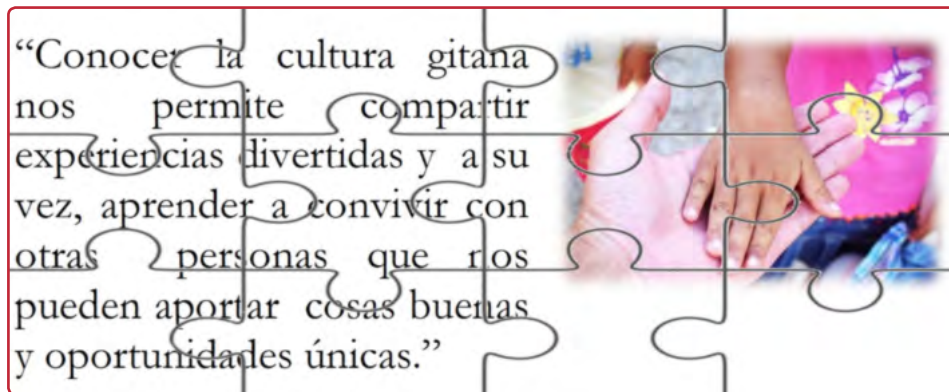 “Conocer la cultura gitana
nos permite compartir
experiencias divertidas y a su
vez, aprender a convivir con
otras personas que nos
pueden aportar cosas buenas
y oportunidades únicas.”